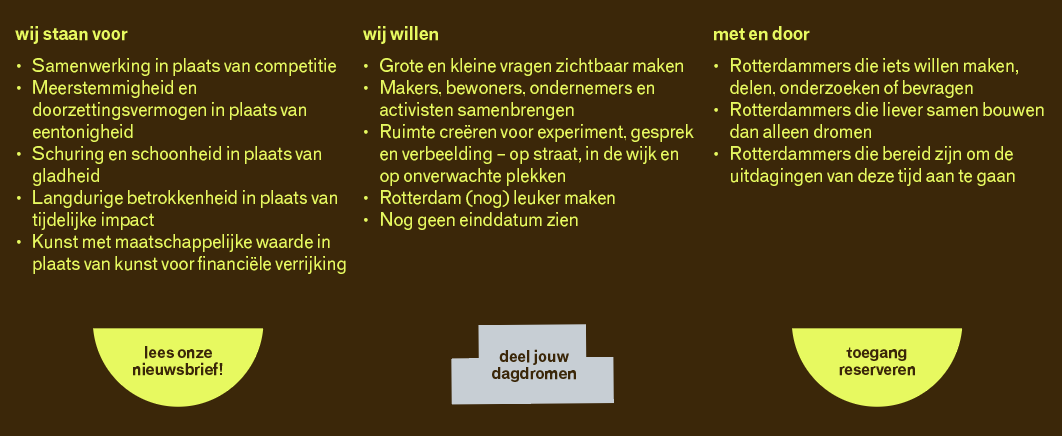 wij staan voor
• Samenwerking in plaats van competitie
• Meerstemmigheid en
doorzettingsvermogen in plaats van
eentonigheid
• Schuring en schoonheid in plaats van
gladheid
• Langdurige betrokkenheid in plaats van
tijdelijke impact
• Kunst met maatschappelijke waarde in
plaats van kunst voor financiële verrijking
wij willen
• Grote en kleine vragen zichtbaar maken
• Makers, bewoners, ondernemers en
activisten samenbrengen
• Ruimte creëren voor experiment, gesprek
en verbeelding – op straat, in de wijk en
op onverwachte plekken
• Rotterdam (nog) leuker maken
• Nog geen einddatum zien
met en door
• Rotterdammers die iets willen maken,
delen, onderzoeken of bevragen
• Rotterdammers die liever samen bouwen
dan alleen dromen
• Rotterdammers die bereid zijn om de
uitdagingen van deze tijd aan te gaan
lees onze
nieuwsbrief!
deel jouw
dagdromen
toegang
reserveren